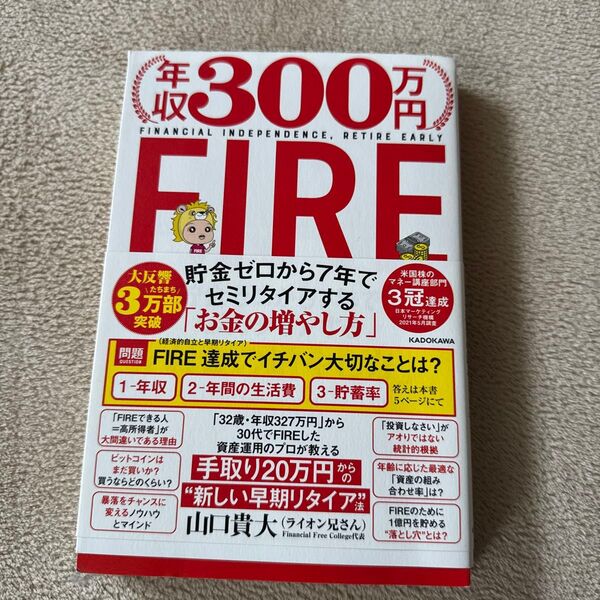 年収300万円
FINANCIAL INDEPENDENCE, RETIRE EARLY
FIRE
FIRE
大反響
たちまち
3万部
突破
貯金ゼロから7年で
セミリタイアする
「お金の増やし方」
米国株の
マネー講座部門
3冠達成
日本マーケティング
リサーチ機構
2021年5月調査
KADOKAWA
問題
QUESTION
(経済的自立と早期リタイア)
FIRE 達成でイチバン大切なことは?
1-年収
2-年間の生活費
3-貯蓄率
答えは本書
5ページにて
「FIREできる人
=高所得者」が
大間違いである理由
ビットコインは
まだ買いか?
買うならどのくらい?
暴落をチャンスに
変えるノウハウ
とマインド
「32歳・年収327万円」から
30代でFIREした
資産運用のプロが教える
手取り20万円からの
“新しい早期リタイア”法
山口貴大(ライオン兄さん)
Financial Free College代表
「投資しなさい」が
アオりではない
統計的根拠
年齢に応じた最適な
「資産の組み
合わせ率」は?
FIREのために
1億円を貯める
“落とし穴”とは?